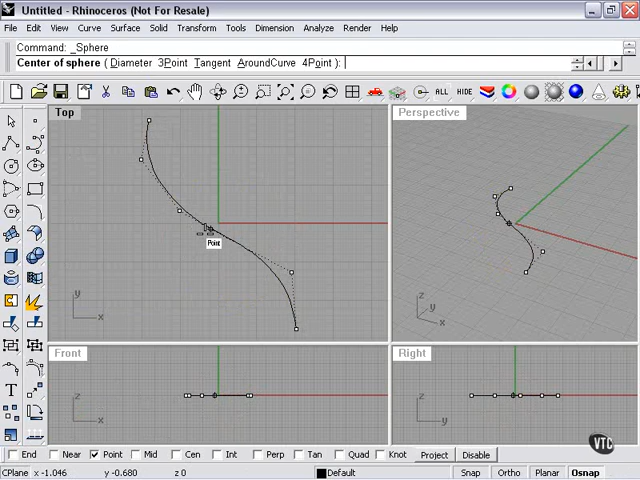 Untitled - Rhinoceros (Not For Resale)
File Edit View Curve Surface Solid Transform Tools Dimension Analyze Render Help
Command: _Sphere
Center of sphere ( Diameter 3Point Tangent AroundCurve 4Point ):
ALL HIDE
Top
Perspective
Point
y
x
z
y
x
Front
Right
z
x
z
y
End Near Point Mid Cen Int Perp Tan Quad Knot Project Disable
VTC
CPlane x -1.046 y -0.680 z 0 Default Snap Ortho Planar Osnap